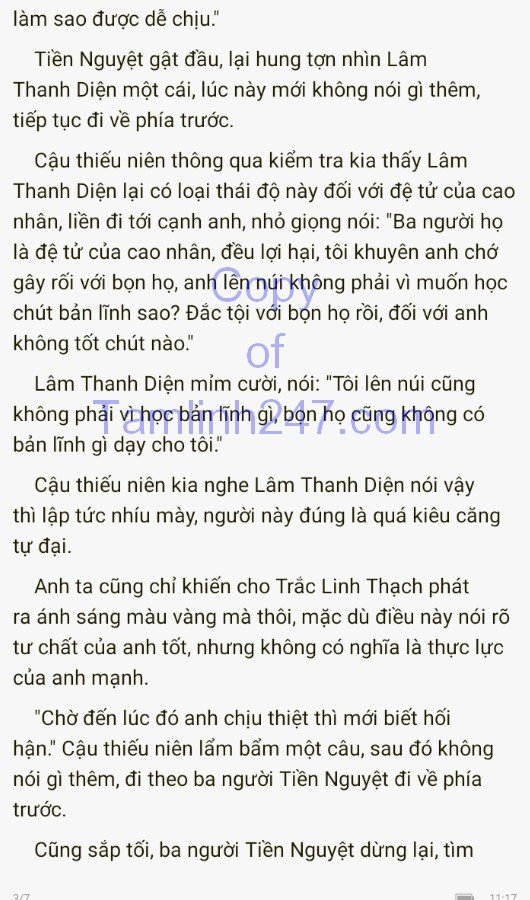 làm sao được dễ chịu."
Tiền Nguyệt gật đầu, lại hung tợn nhìn Lâm
Thanh Diện một cái, lúc này mới không nói gì thêm,
tiếp tục đi về phía trước.
Cậu thiếu niên thông qua kiểm tra kia thấy Lâm
Thanh Diện lại có loại thái độ này đối với đệ tử của cao
nhân, liền đi tới cạnh anh, nhỏ giọng nói: "Ba người họ
là đệ tử của cao nhân, đều lợi hại, tôi khuyên anh chớ
gây rối với bọn họ, anh lên núi không phải vì muốn học
chút bản lĩnh sao? Đắc tội với bọn họ rồi, đối với anh
không tốt chút nào."
Lâm Thanh Diện mỉm cười, nói: "Tôi lên núi cũng
không phải vì học bản lĩnh gì, bọn họ cũng không có
bản lĩnh gì dạy cho tôi."
Cậu thiếu niên kia nghe Lâm Thanh Diện nói vậy
thì lập tức nhíu mày, người này đúng là quá kiêu căng
tự đại.
Anh ta cũng chỉ khiến cho Trắc Linh Thạch phát
ra ánh sáng màu vàng mà thôi, mặc dù điều này nói rõ
tư chất của anh tốt, nhưng không có nghĩa là thực lực
của anh mạnh.
"Chờ đến lúc đó anh chịu thiệt thì mới biết hối
hận." Cậu thiếu niên lẩm bẩm một câu, sau đó không
nói gì thêm, đi theo ba người Tiền Nguyệt đi về phía
trước.
Cũng sắp tối, ba người Tiền Nguyệt dừng lại, tìm
Copy
of
Tamlinh247.com
3/7
11:17